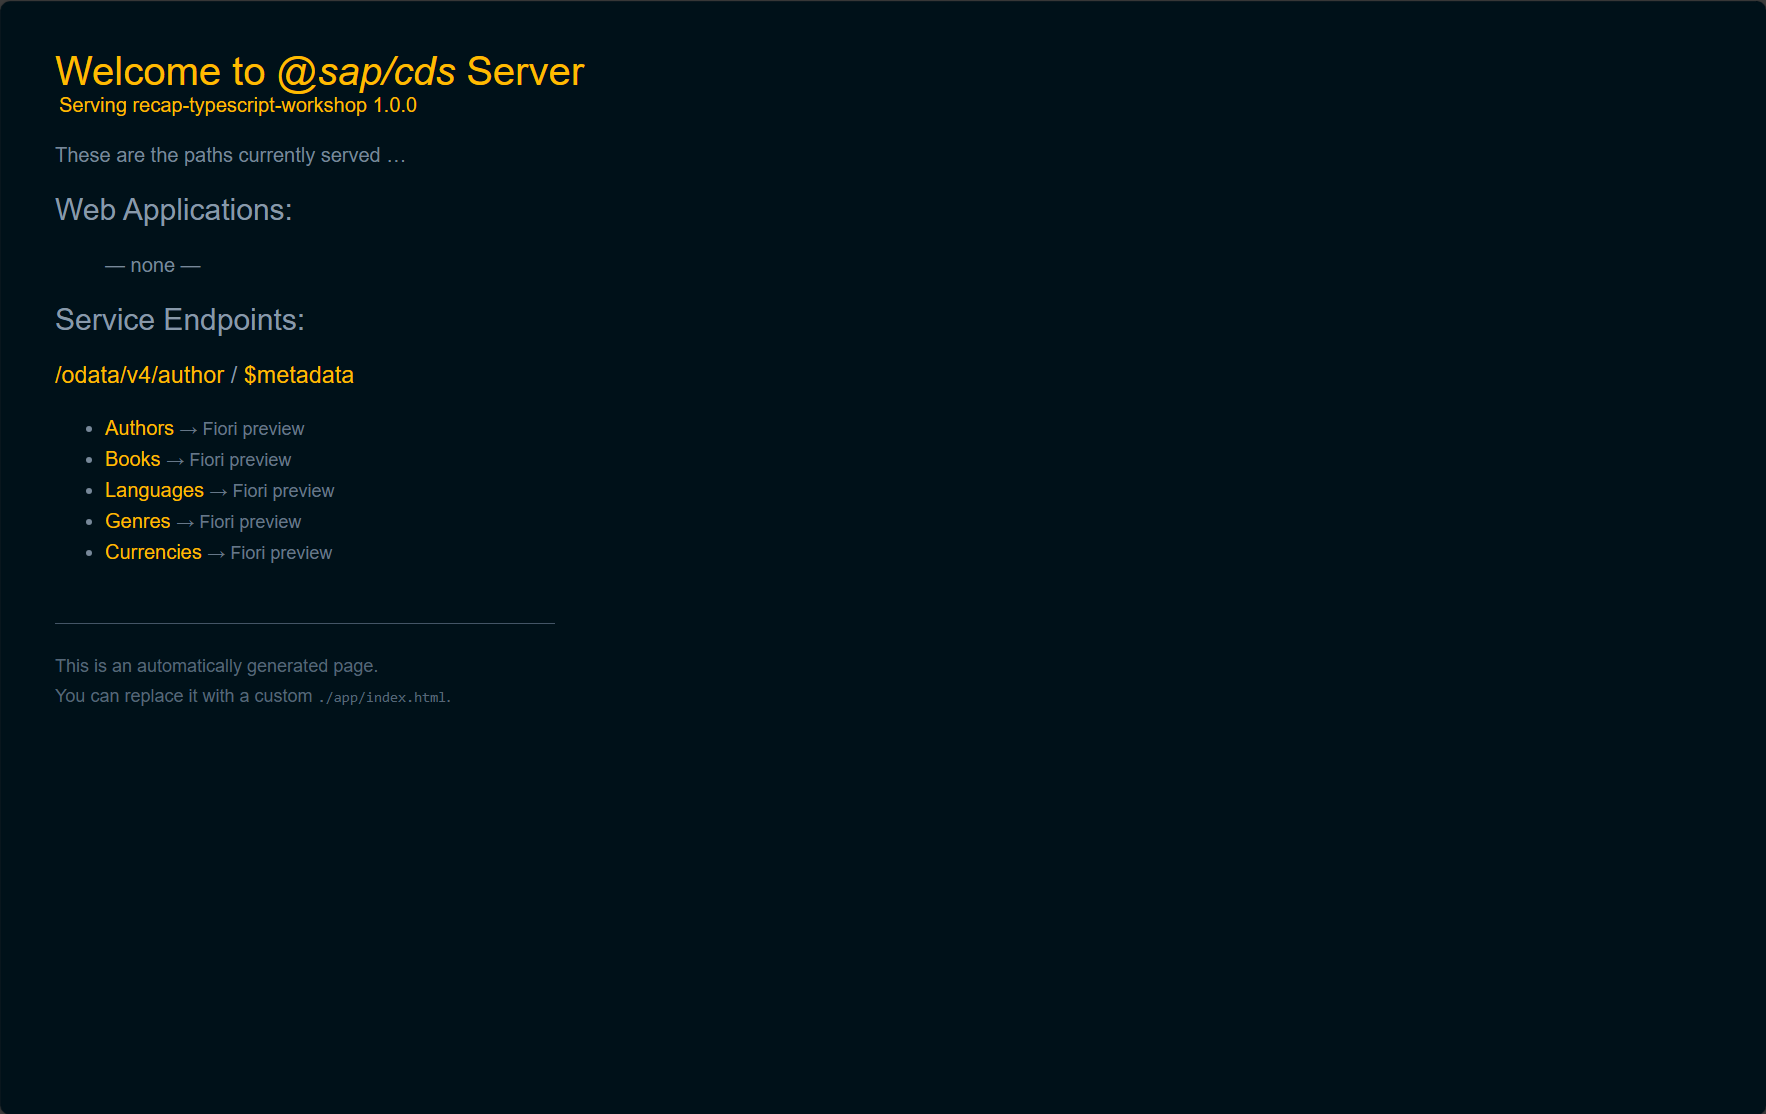 Welcome to @sap/cds Server
Serving recap-typescript-workshop 1.0.0
These are the paths currently served …
Web Applications:
— none —
Service Endpoints:
/odata/v4/author / $metadata
Authors → Fiori preview
Books → Fiori preview
Languages → Fiori preview
Genres → Fiori preview
Currencies → Fiori preview
This is an automatically generated page.
You can replace it with a custom ./app/index.html.